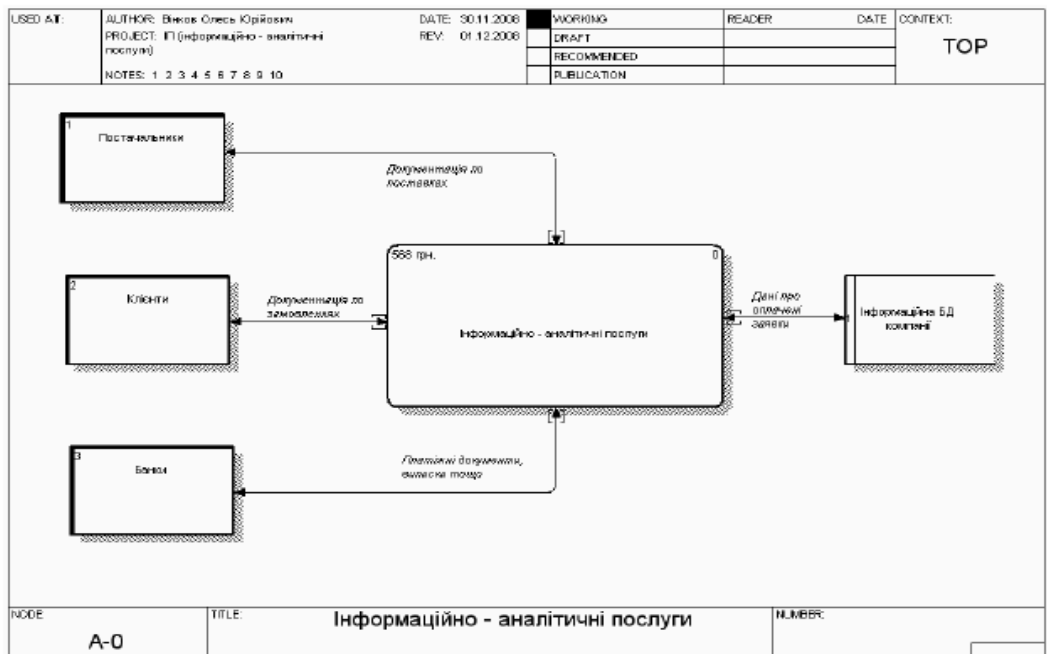 USED AT:
AUTHOR: Вінков Олесь Юрійович
DATE: 30.11.2008
PROJECT: ІП (інформаційно - аналітичні
REV: 01.12.2008
послуги)
NOTES: 1 2 3 4 5 6 7 8 9 10
WORKING
DRAFT
RECOMMENDED
PUBLICATION
READER
DATE
CONTEXT:
TOP
1
Постачальники
Документація по
поставках
568 грн.
0
2
Клієнти
Документація по
замовленнях
Інформаційно - аналітичні послуги
Дані про
оплачені
заявки
Інформаційна БД
компанії
3
Банки
Платіжні документи,
виписка тощо
NODE:
A-0
TITLE:
Інформаційно - аналітичні послуги
NUMBER: